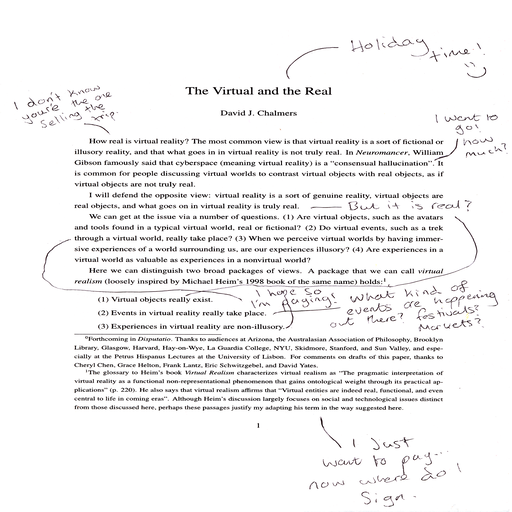 Holiday
time!
I don't know
you're the one
selling the
trip.
The Virtual and the Real
David J. Chalmers
I want to
go!
How
much?
How real is virtual reality? The most common view is that virtual reality is a sort of fictional or
illusory reality, and that what goes on in virtual reality is not truly real. In Neuromancer, William
Gibson famously said that cyberspace (meaning virtual reality) is a “consensual hallucination”. It
is common for people discussing virtual worlds to contrast virtual objects with real objects, as if
virtual objects are not truly real.
I will defend the opposite view: virtual reality is a sort of genuine reality, virtual objects are
real objects, and what goes on in virtual reality is truly real.
But it is real?
We can get at the issue via a number of questions. (1) Are virtual objects, such as the avatars
and tools found in a typical virtual world, real or fictional? (2) Do virtual events, such as a trek
through a virtual world, really take place? (3) When we perceive virtual worlds by having immer-
sive experiences of a world surrounding us, are our experiences illusory? (4) Are experiences in a
virtual world as valuable as experiences in a nonvirtual world?
Here we can distinguish two broad packages of views. A package that we can call virtual
realism (loosely inspired by Michael Heim's 1998 book of the same name) holds:¹
I hope so
I'm paying!
What kind of
events are happening
out there? festivals?
Markets?
(1) Virtual objects really exist.
(2) Events in virtual reality really take place.
(3) Experiences in virtual reality are non-illusory.
⁰Forthcoming in Disputatio. Thanks to audiences at Arizona, the Australasian Association of Philosophy, Brooklyn
Library, Glasgow, Harvard, Hay-on-Wye, La Guardia College, NYU, Skidmore, Stanford, and Sun Valley, and esp-
ecially at the Petrus Hispanus Lectures at the University of Lisbon. For comments on drafts of this paper, thanks to
Cheryl Chen, Grace Helton, Frank Lantz, Eric Schwitzgebel, and David Yates.
¹The glossary to Heim's book Virtual Realism characterizes virtual realism as “The pragmatic interpretation of
virtual reality as a functional non-representational phenomenon that gains ontological weight through its practical ap-
plications” (p. 220). He also says that virtual realism affirms that “Virtual entities are indeed real, functional, and even
central to life in coming eras”. Although Heim's discussion largely focuses on social and technological issues distinct
from those discussed here, perhaps these passages justify my adapting his term in the way suggested here.
1
I Just
want to pay...
now where do I
Sign.